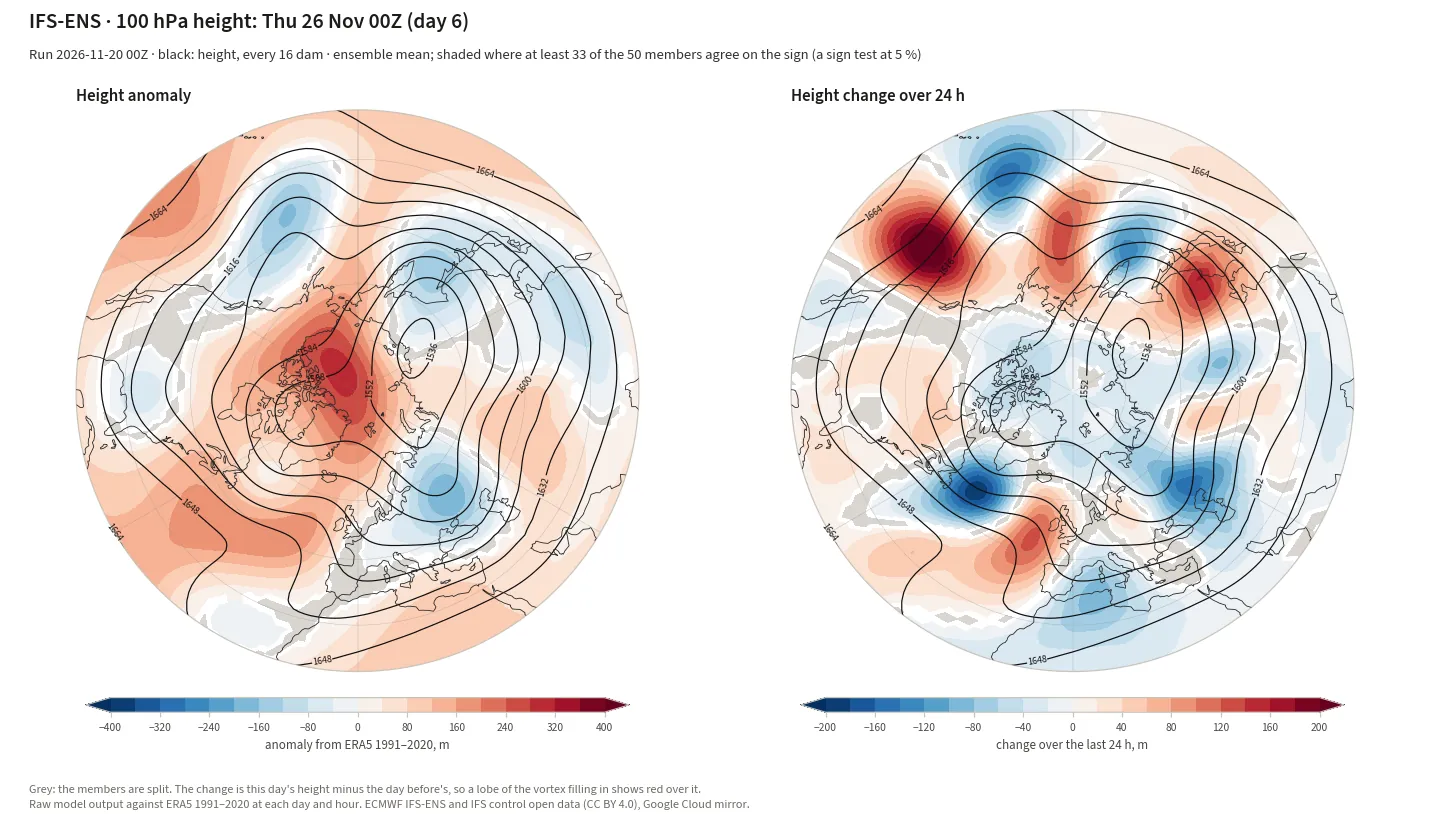 IFS-ENS · 100 hPa height: Thu 26 Nov 00Z (day 6)
Run 2026-11-20 00Z · black: height, every 16 dam · ensemble mean; shaded where at least 33 of the 50 members agree on the sign (a sign test at 5 %)
Height anomaly
Height change over 24 h
1664
1664
1616
1584
1536
1552
1600
1632
1648
1664
1648
1664
1664
1584
1536
1552
1600
1632
1648
1664
1648
−400 −320 −240 −160 −80 0 80 160 240 320 400
anomaly from ERA5 1991–2020, m
−200 −160 −120 −80 −40 0 40 80 120 160 200
change over the last 24 h, m
Grey: the members are split. The change is this day's height minus the day before's, so a lobe of the vortex filling in shows red over it.
Raw model output against ERA5 1991–2020 at each day and hour. ECMWF IFS-ENS and IFS control open data (CC BY 4.0), Google Cloud mirror.